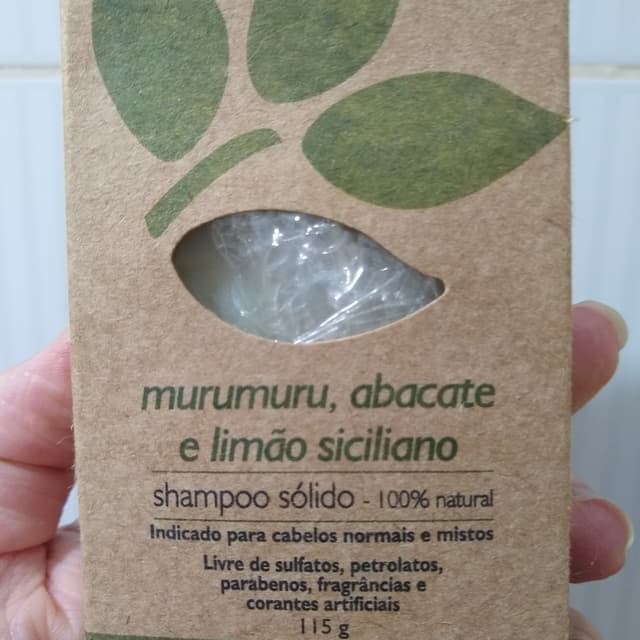 murumuru, abacate
e limão siciliano
shampoo sólido - 100% natural
Indicado para cabelos normais e mistos
Livre de sulfatos, petrolatos,
parabenos, fragrâncias e
corantes artificiais
115 g